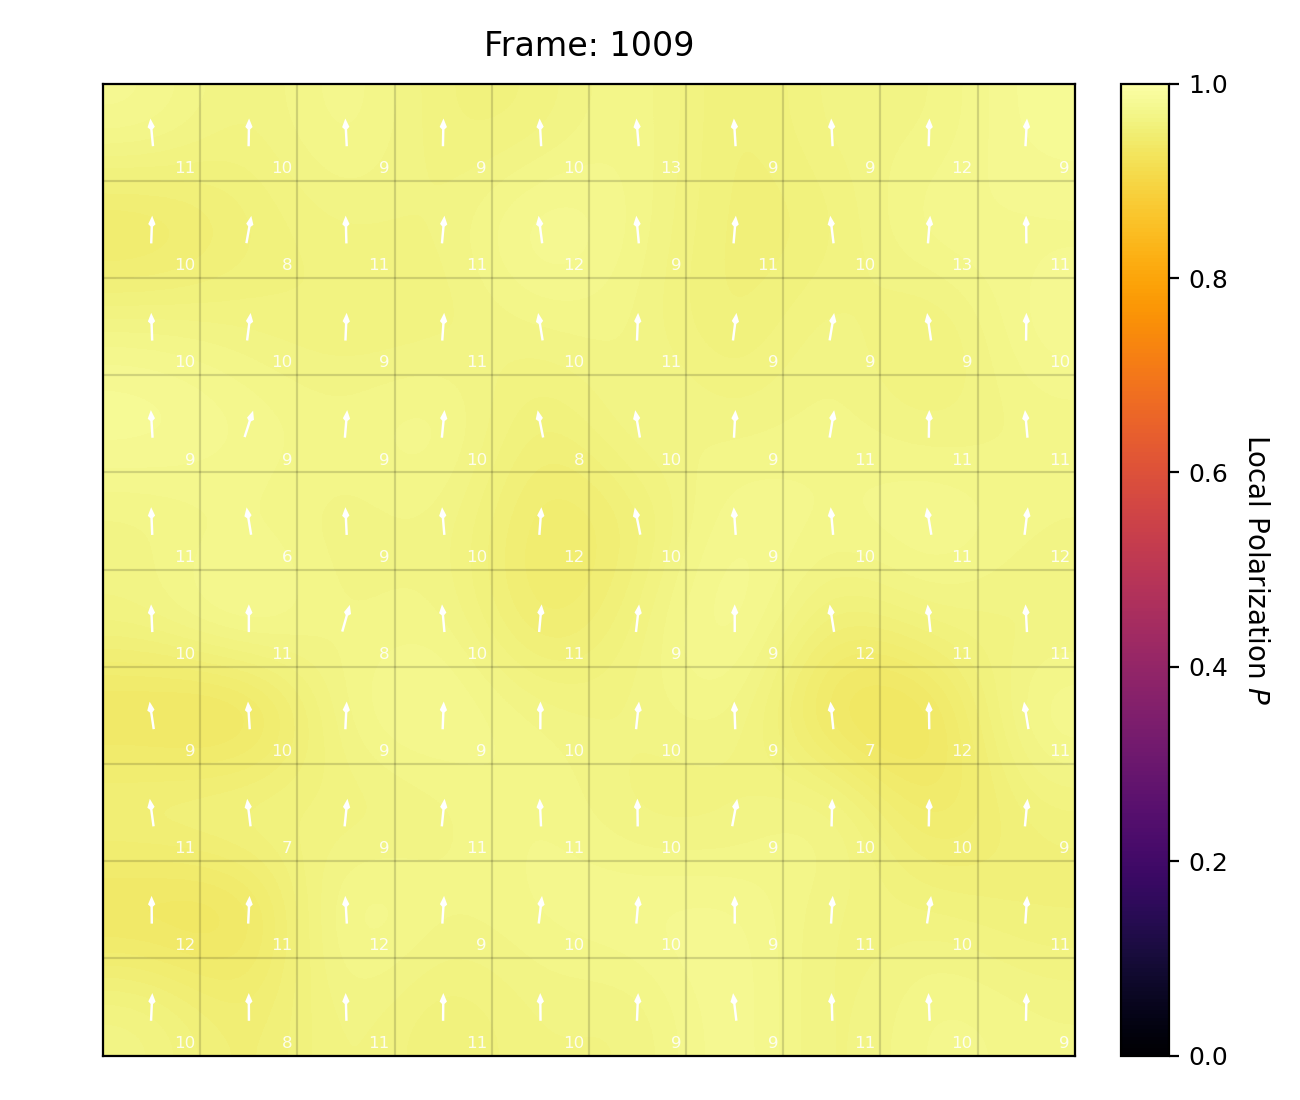 Frame: 1009
11 10 9 9 10 13 9 9 12 9
10 8 11 11 12 9 11 10 13 11
10 10 9 11 10 11 9 9 9 10
9 9 9 10 8 10 9 11 11 11
11 6 9 10 12 10 9 10 11 12
10 11 8 10 11 9 9 12 11 11
9 10 9 9 10 10 9 7 12 11
11 7 9 11 11 10 9 10 10 9
12 11 12 9 10 10 9 11 10 11
10 8 11 11 10 9 9 11 10 9
1.0
0.8
0.6
0.4
0.2
0.0
Local Polarization P